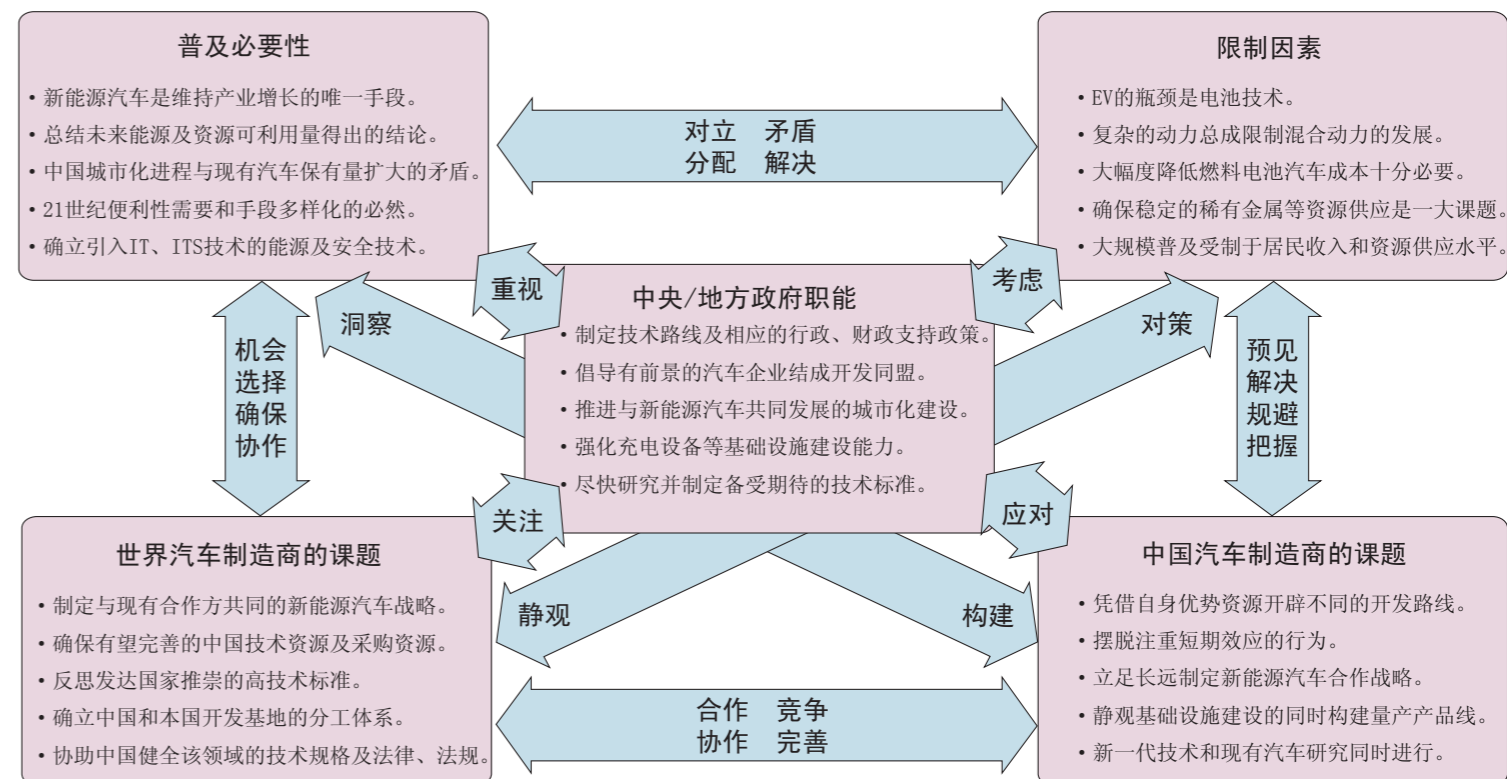 普及必要性
・新能源汽车是维持产业增长的唯一手段。
・总结未来能源及资源可利用量得出的结论。
・中国城市化进程与现有汽车保有量扩大的矛盾。
・21世纪便利性需要和手段多样化的必然。
・确立引入IT、ITS技术的能源及安全技术。
对立 矛盾
分配 解决
限制因素
・EV的瓶颈是电池技术。
・复杂的动力总成限制混合动力的发展。
・大幅度降低燃料电池汽车成本十分必要。
・确保稳定的稀有金属等资源供应是一大课题。
・大规模普及受制于居民收入和资源供应水平。
重视
考虑
洞察
对策
机会
选择
确保
协作
中央/地方政府职能
・制定技术路线及相应的行政、财政支持政策。
・倡导有前景的汽车企业结成开发同盟。
・推进与新能源汽车共同发展的城市化建设。
・强化充电设备等基础设施建设能力。
・尽快研究并制定备受期待的技术标准。
预见
解决
规避
把握
关注
应对
静观
构建
世界汽车制造商的课题
・制定与现有合作方共同的新能源汽车战略。
・确保有望完善的中国技术资源及采购资源。
・反思发达国家推崇的高技术标准。
・确立中国和本国开发基地的分工体系。
・协助中国健全该领域的技术规格及法律、法规。
合作 竞争
协作 完善
中国汽车制造商的课题
・凭借自身优势资源开辟不同的开发路线。
・摆脱注重短期效应的行为。
・立足长远制定新能源汽车合作战略。
・静观基础设施建设的同时构建量产产品线。
・新一代技术和现有汽车研究同时进行。